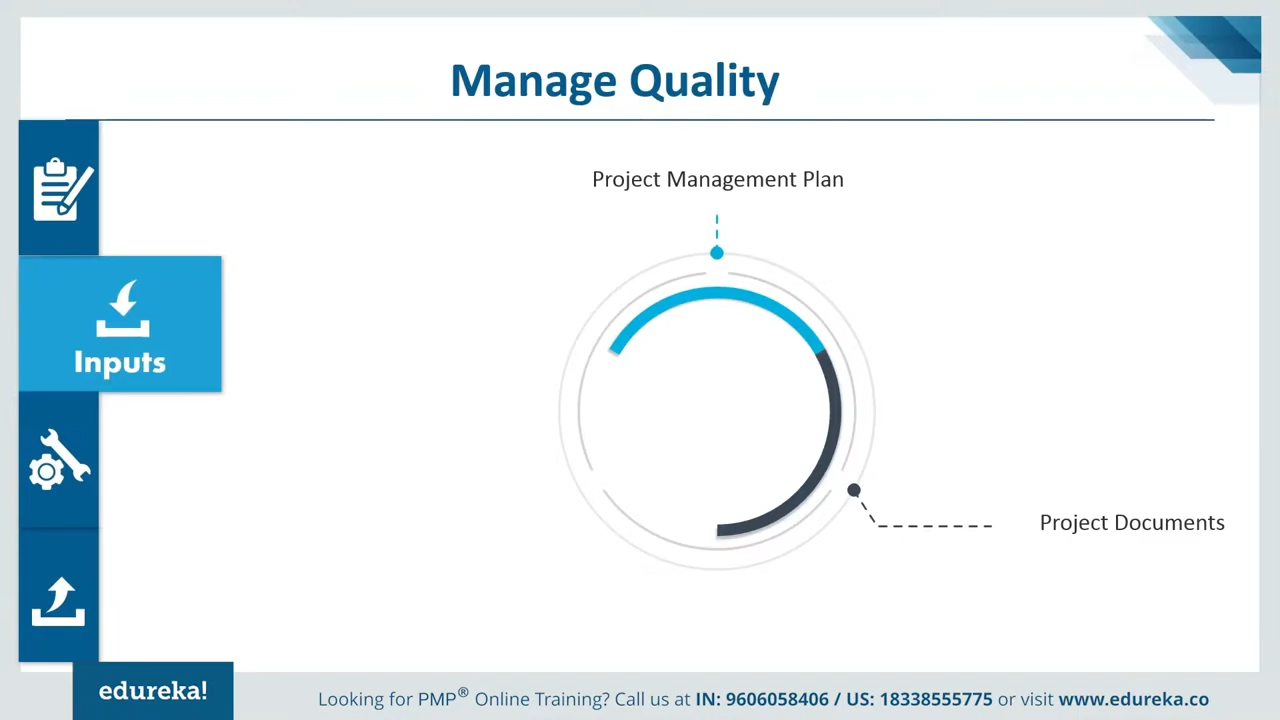 Manage Quality
Project Management Plan
Inputs
Project Documents
edureka!
Looking for PMP® Online Training? Call us at IN: 9606058406 / US: 18338555775 or visit www.edureka.co